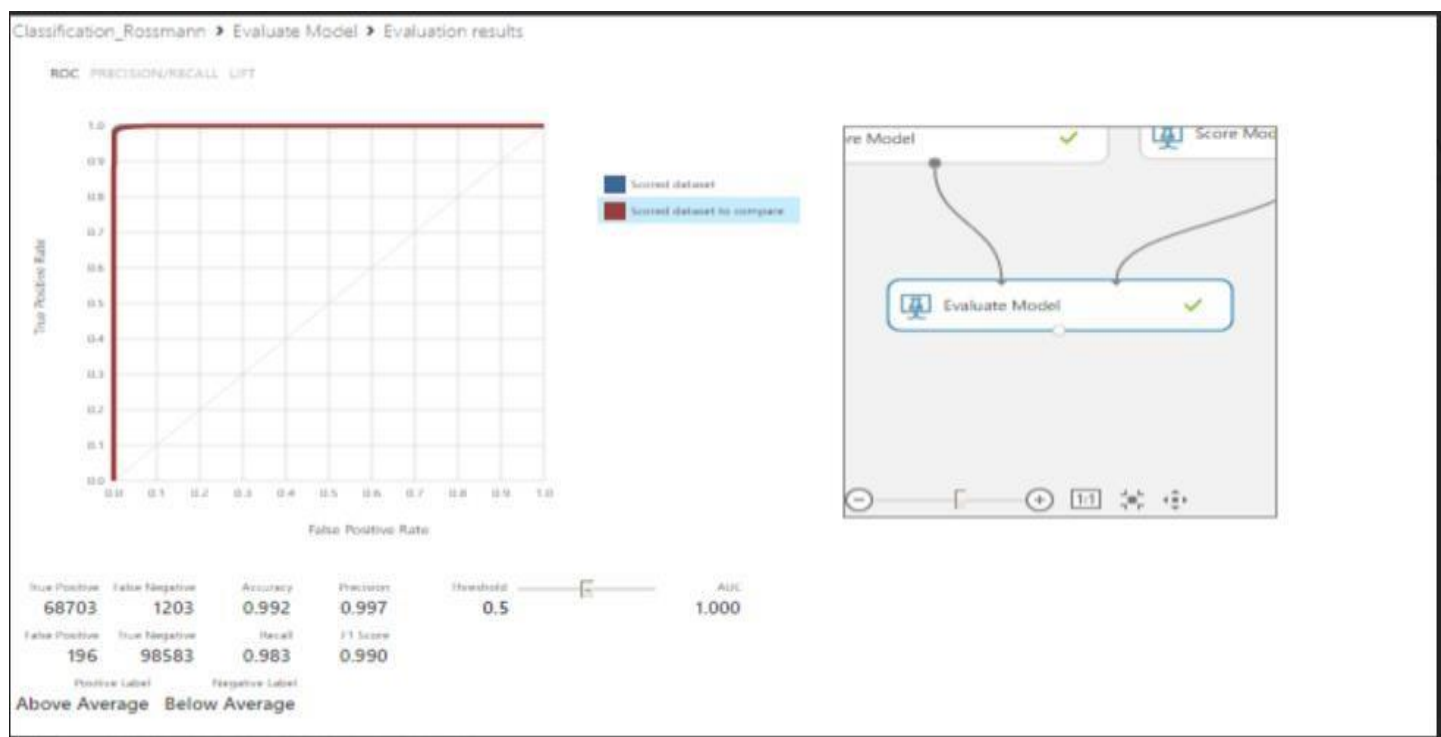 Classification_Rossmann > Evaluate Model > Evaluation results
ROC PRECISION/RECALL LIFT
1.0
0.9
0.8
0.7
0.6
0.5
0.4
0.3
0.2
0.1
0.0
True Positive Rate
0.0 0.1 0.2 0.3 0.4 0.5 0.6 0.7 0.8 0.9 1.0
False Positive Rate
Scored dataset
Scored dataset to compare
re Model
Score Mod
Evaluate Model
1:1
True Positive False Negative Accuracy Precision Threshold AUC
68703 1203 0.992 0.997 0.5 1.000
False Positive True Negative Recall F1 Score
196 98583 0.983 0.990
Positive Label Negative Label
Above Average Below Average